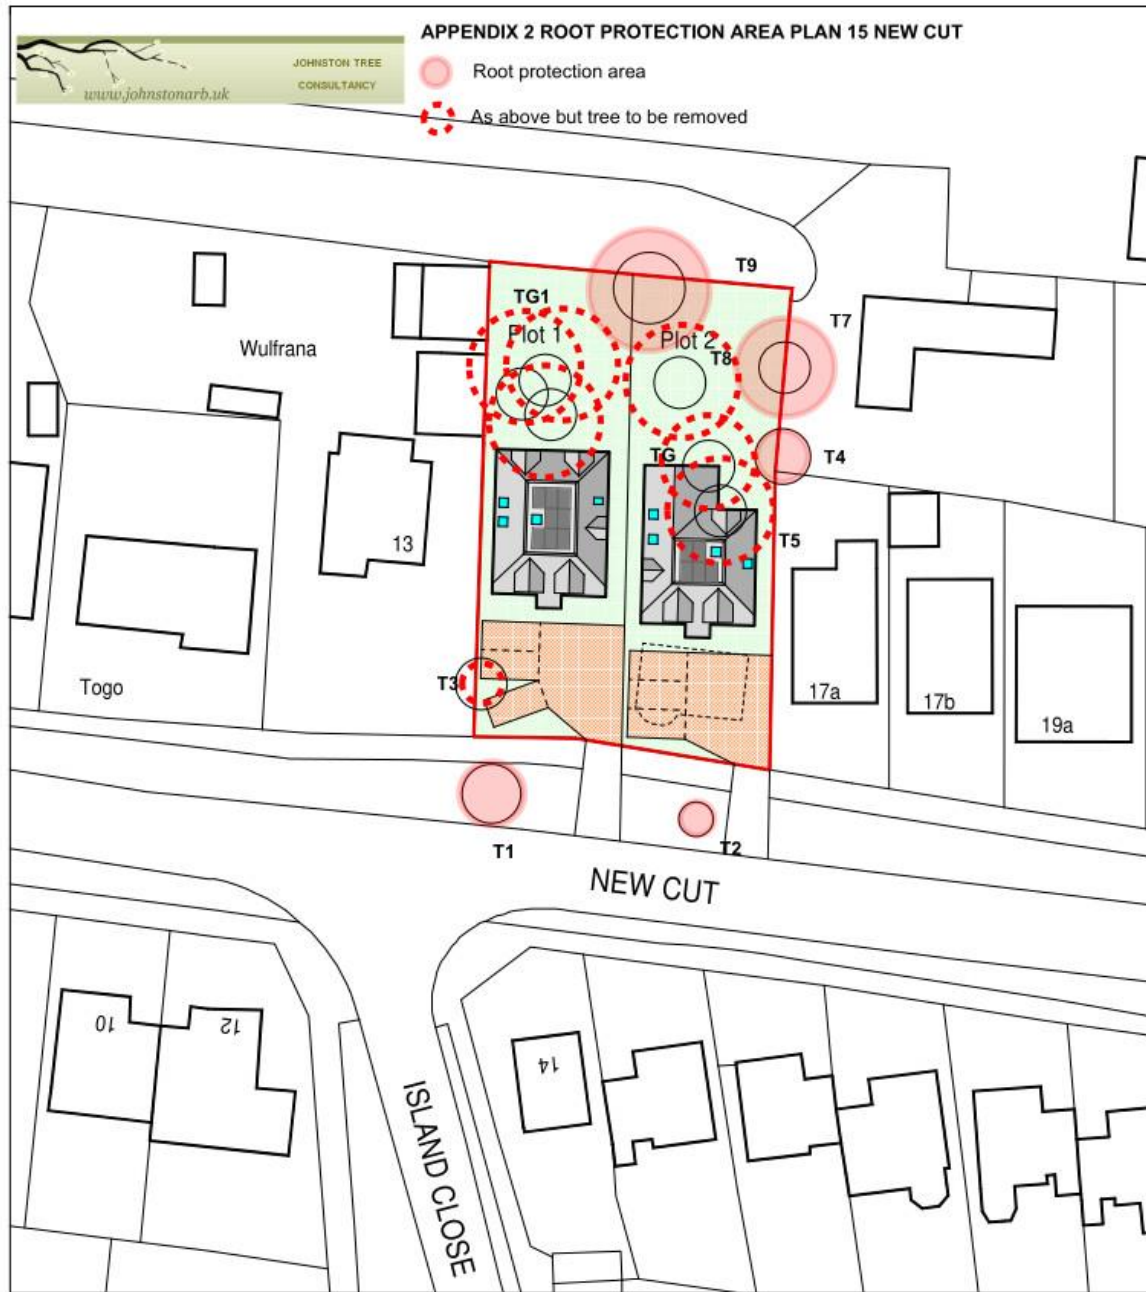 APPENDIX 2 ROOT PROTECTION AREA PLAN 15 NEW CUT
JOHNSTON TREE
CONSULTANCY
www.johnstonarb.uk
Root protection area
As above but tree to be removed
T9
TG1
T7
Plot 1
Plot 2
T8
Wulfrana
TG
T4
13
T5
T3
Togo
17a
17b
19a
T1
T2
NEW CUT
10
12
14
ISLAND CLOSE